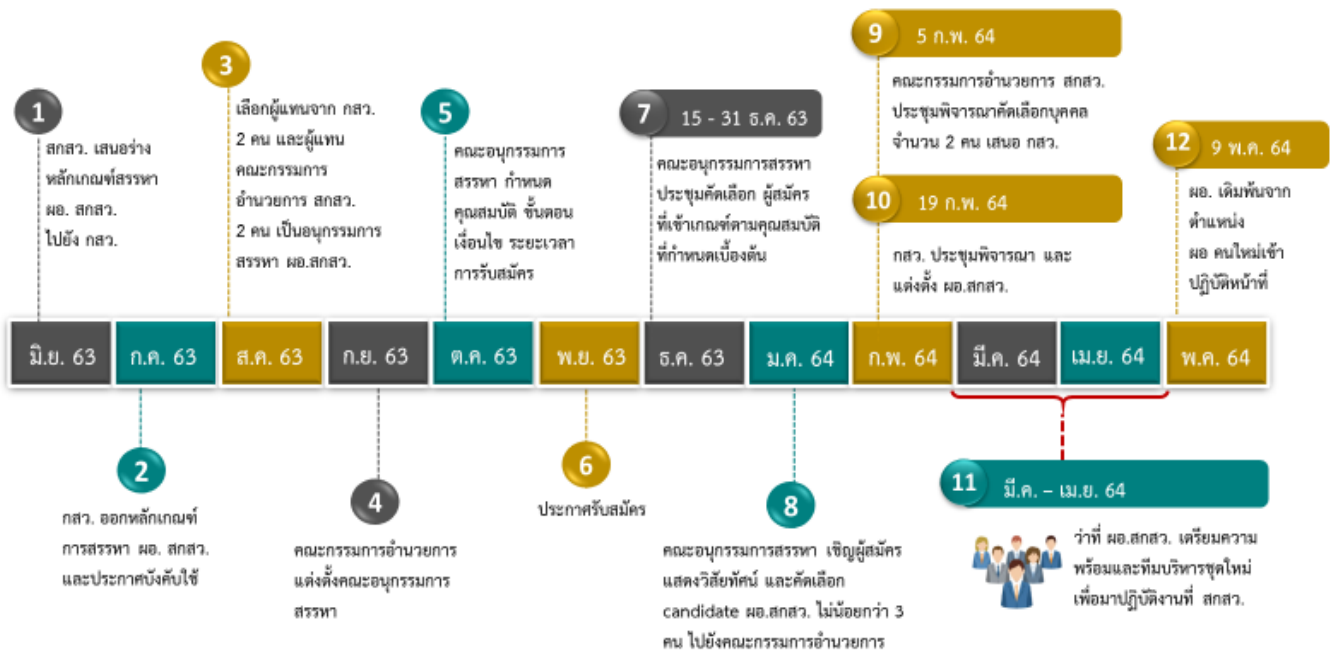 1
สกสว. เสนอร่าง
หลักเกณฑ์สรรหา
ผอ. สกสว.
ไปยัง กสว.
3
เลือกผู้แทนจาก กสว.
2 คน และผู้แทน
คณะกรรมการ
อำนวยการ สกสว.
2 คน เป็นอนุกรรมการ
สรรหา ผอ.สกสว.
5
คณะอนุกรรมการ
สรรหา กำหนด
คุณสมบัติ ขั้นตอน
เงื่อนไข ระยะเวลา
การรับสมัคร
7 15 - 31 ธ.ค. 63
คณะอนุกรรมการสรรหา
ประชุมคัดเลือก ผู้สมัคร
ที่เข้าเกณฑ์ตามคุณสมบัติ
ที่กำหนดเบื้องต้น
9 5 ก.พ. 64
คณะกรรมการอำนวยการ สกสว.
ประชุมพิจารณาคัดเลือกบุคคล
จำนวน 2 คน เสนอ กสว.
10 19 ก.พ. 64
กสว. ประชุมพิจารณา และ
แต่งตั้ง ผอ.สกสว.
12 9 พ.ค. 64
ผอ. เดิมพ้นจาก
ตำแหน่ง
ผอ คนใหม่เข้า
ปฏิบัติหน้าที่
มิ.ย. 63 ก.ค. 63 ส.ค. 63 ก.ย. 63 ต.ค. 63 พ.ย. 63 ธ.ค. 63 ม.ค. 64 ก.พ. 64 มี.ค. 64 เม.ย. 64 พ.ค. 64
2
กสว. ออกหลักเกณฑ์
การสรรหา ผอ. สกสว.
และประกาศบังคับใช้
4
คณะกรรมการอำนวยการ
แต่งตั้งคณะอนุกรรมการ
สรรหา
6
ประกาศรับสมัคร
8
คณะอนุกรรมการสรรหา เชิญผู้สมัคร
แสดงวิสัยทัศน์ และคัดเลือก
candidate ผอ.สกสว. ไม่น้อยกว่า 3
คน ไปยังคณะกรรมการอำนวยการ
11 มี.ค. – เม.ย. 64
ว่าที่ ผอ.สกสว. เตรียมความ
พร้อมและทีมบริหารชุดใหม่
เพื่อมาปฏิบัติงานที่ สกสว.